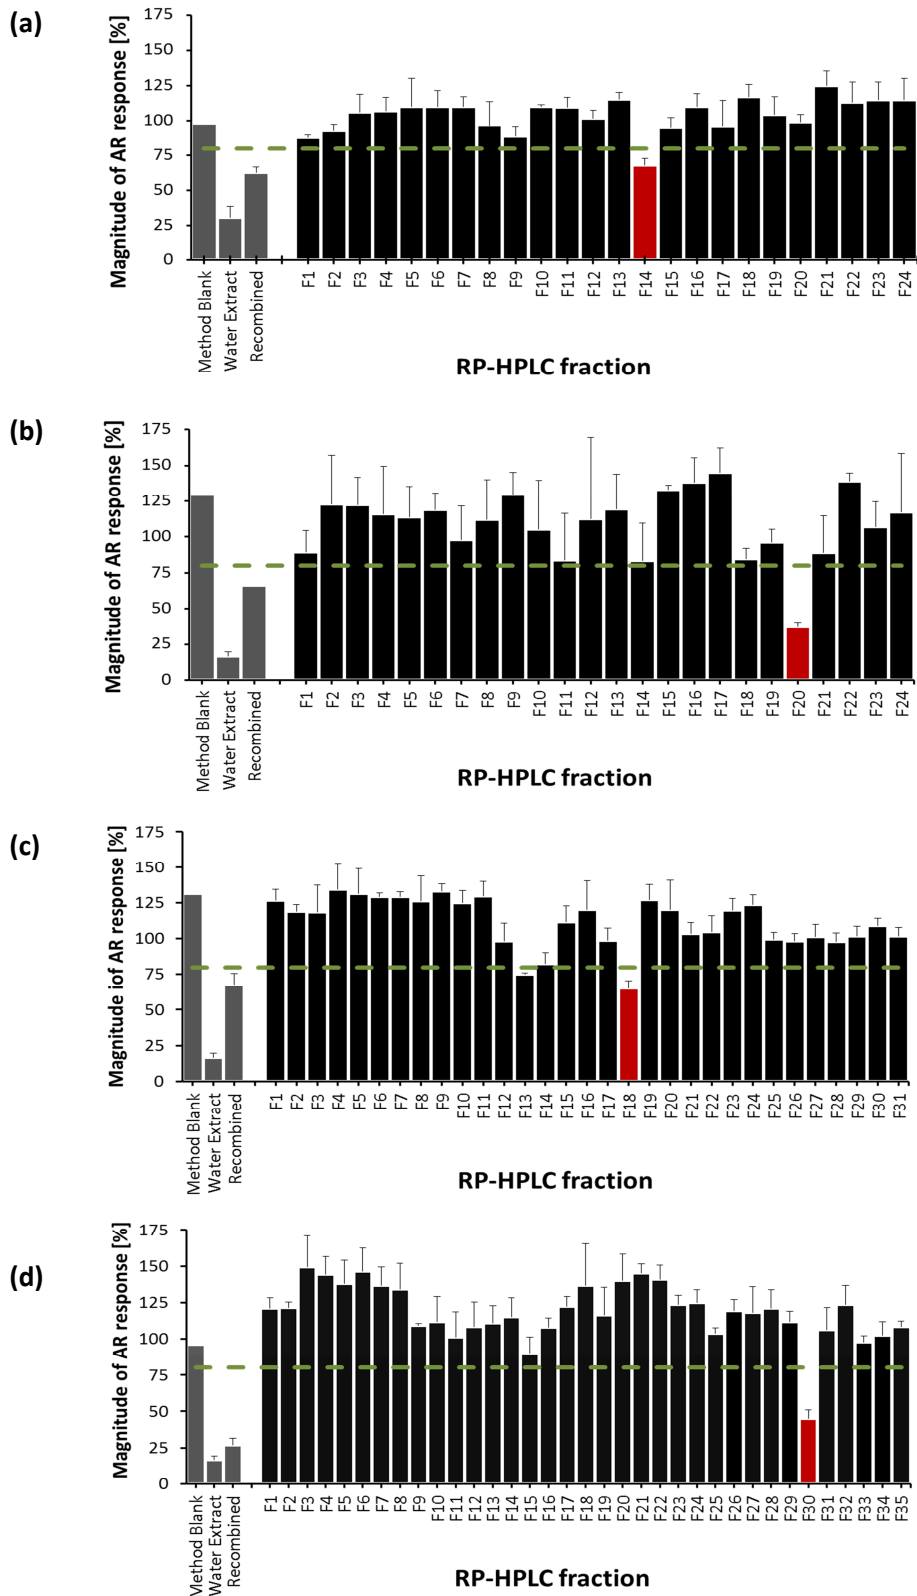 (a)
Magnitude of AR response [%]
175
150
125
100
75
50
25
0
Method Blank
Water Extract
Recombined
F1
F2
F3
F4
F5
F6
F7
F8
F9
F10
F11
F12
F13
F14
F15
F16
F17
F18
F19
F20
F21
F22
F23
F24
RP-HPLC fraction
(b)
Magnitude of AR response [%]
175
150
125
100
75
50
25
0
Method Blank
Water Extract
Recombined
F1
F2
F3
F4
F5
F6
F7
F8
F9
F10
F11
F12
F13
F14
F15
F16
F17
F18
F19
F20
F21
F22
F23
F24
RP-HPLC fraction
(c)
Magnitude iof AR response [%]
175
150
125
100
75
50
25
0
Method Blank
Water Extract
Recombined
F1
F2
F3
F4
F5
F6
F7
F8
F9
F10
F11
F12
F13
F14
F15
F16
F17
F18
F19
F20
F21
F22
F23
F24
F25
F26
F27
F28
F29
F30
F31
RP-HPLC fraction
(d)
Magnitude of AR response [%]
175
150
125
100
75
50
25
0
Method Blank
Water Extract
Recombined
F1
F2
F3
F4
F5
F6
F7
F8
F9
F10
F11
F12
F13
F14
F15
F16
F17
F18
F19
F20
F21
F22
F23
F24
F25
F26
F27
F28
F29
F30
F31
F32
F33
F34
F35
RP-HPLC fraction